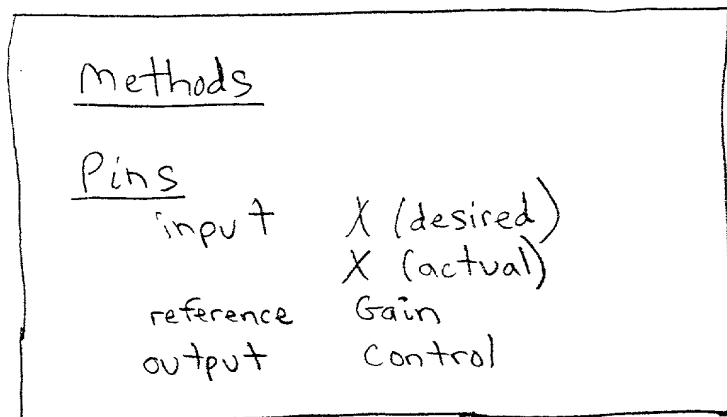 Methods
Pins
input X (desired)
X (actual)
reference Gain
output Control